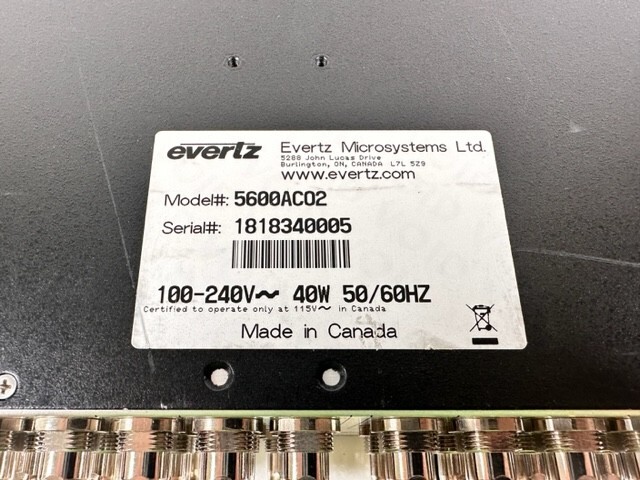 evertz
Evertz Microsystems Ltd.
5288 John Lucas Drive
Burlington, ON, CANADA L7L 5Z9
www.evertz.com
Model#: 5600ACO2
Serial#: 1818340005
100-240V~ 40W 50/60HZ
Certified to operate only at 115V~ in Canada
Made in Canada